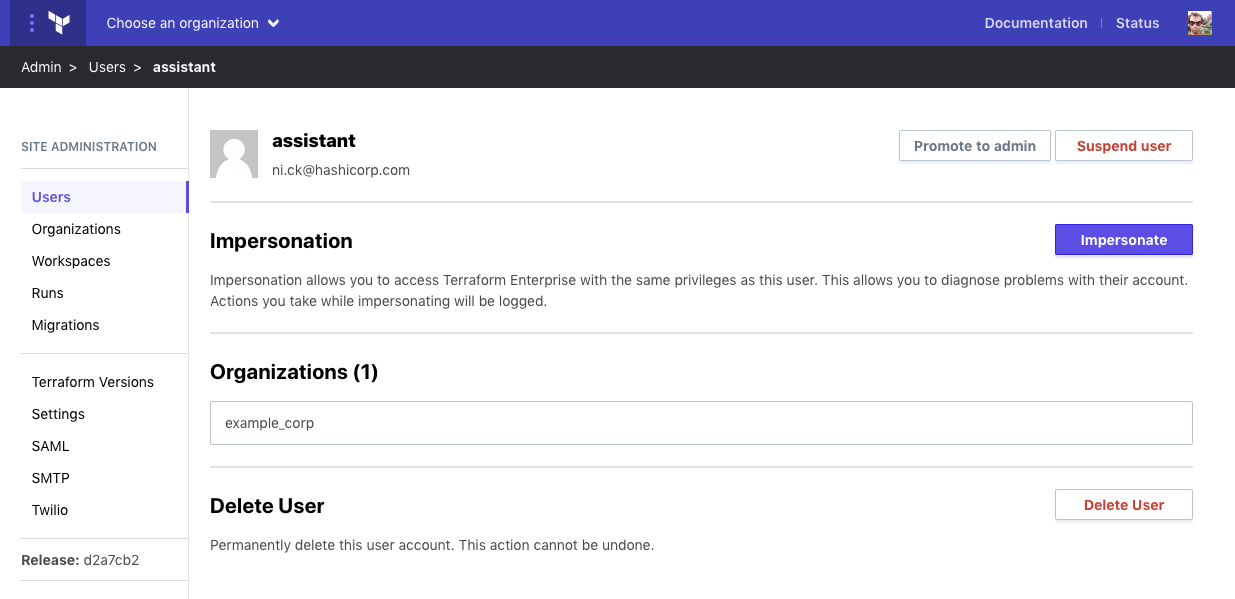 Choose an organization
Documentation | Status
Admin > Users > assistant
SITE ADMINISTRATION
Users
Organizations
Workspaces
Runs
Migrations
Terraform Versions
Settings
SAML
SMTP
Twilio
Release: d2a7cb2
assistant
ni.ck@hashicorp.com
Promote to admin
Suspend user
Impersonation
Impersonate
Impersonation allows you to access Terraform Enterprise with the same privileges as this user. This allows you to diagnose problems with their account.
Actions you take while impersonating will be logged.
Organizations (1)
example_corp
Delete User
Delete User
Permanently delete this user account. This action cannot be undone.